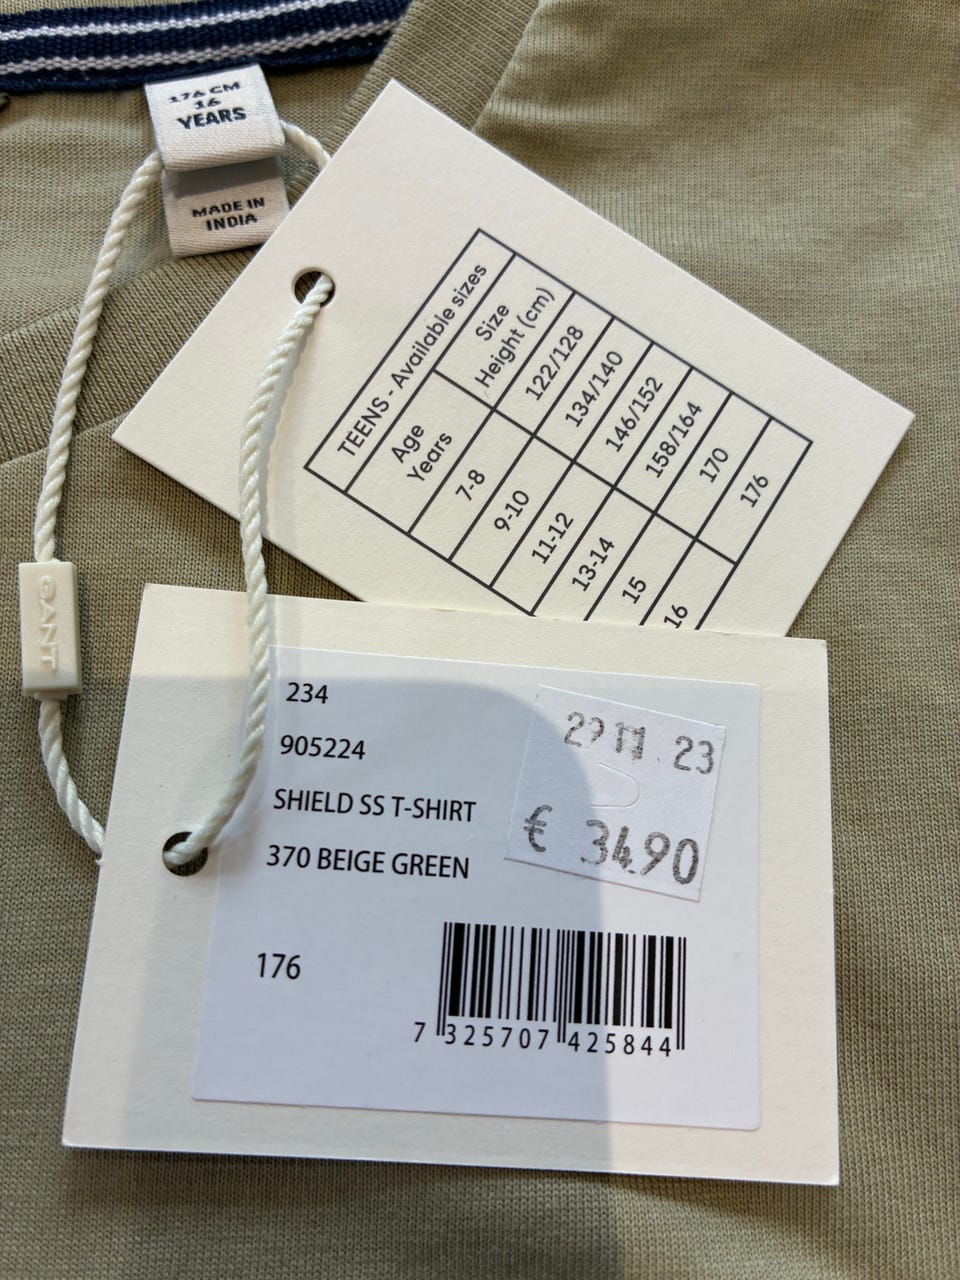 176 CM
16
YEARS
MADE IN
INDIA
TEENS - Available sizes
Age
Years
Size
Height (cm)
7-8
122/128
9-10
134/140
11-12
146/152
13-14
158/164
15
170
16
176
GANT
234
905224
SHIELD SS T-SHIRT
370 BEIGE GREEN
176
23
€ 34.90
7 325707 425844